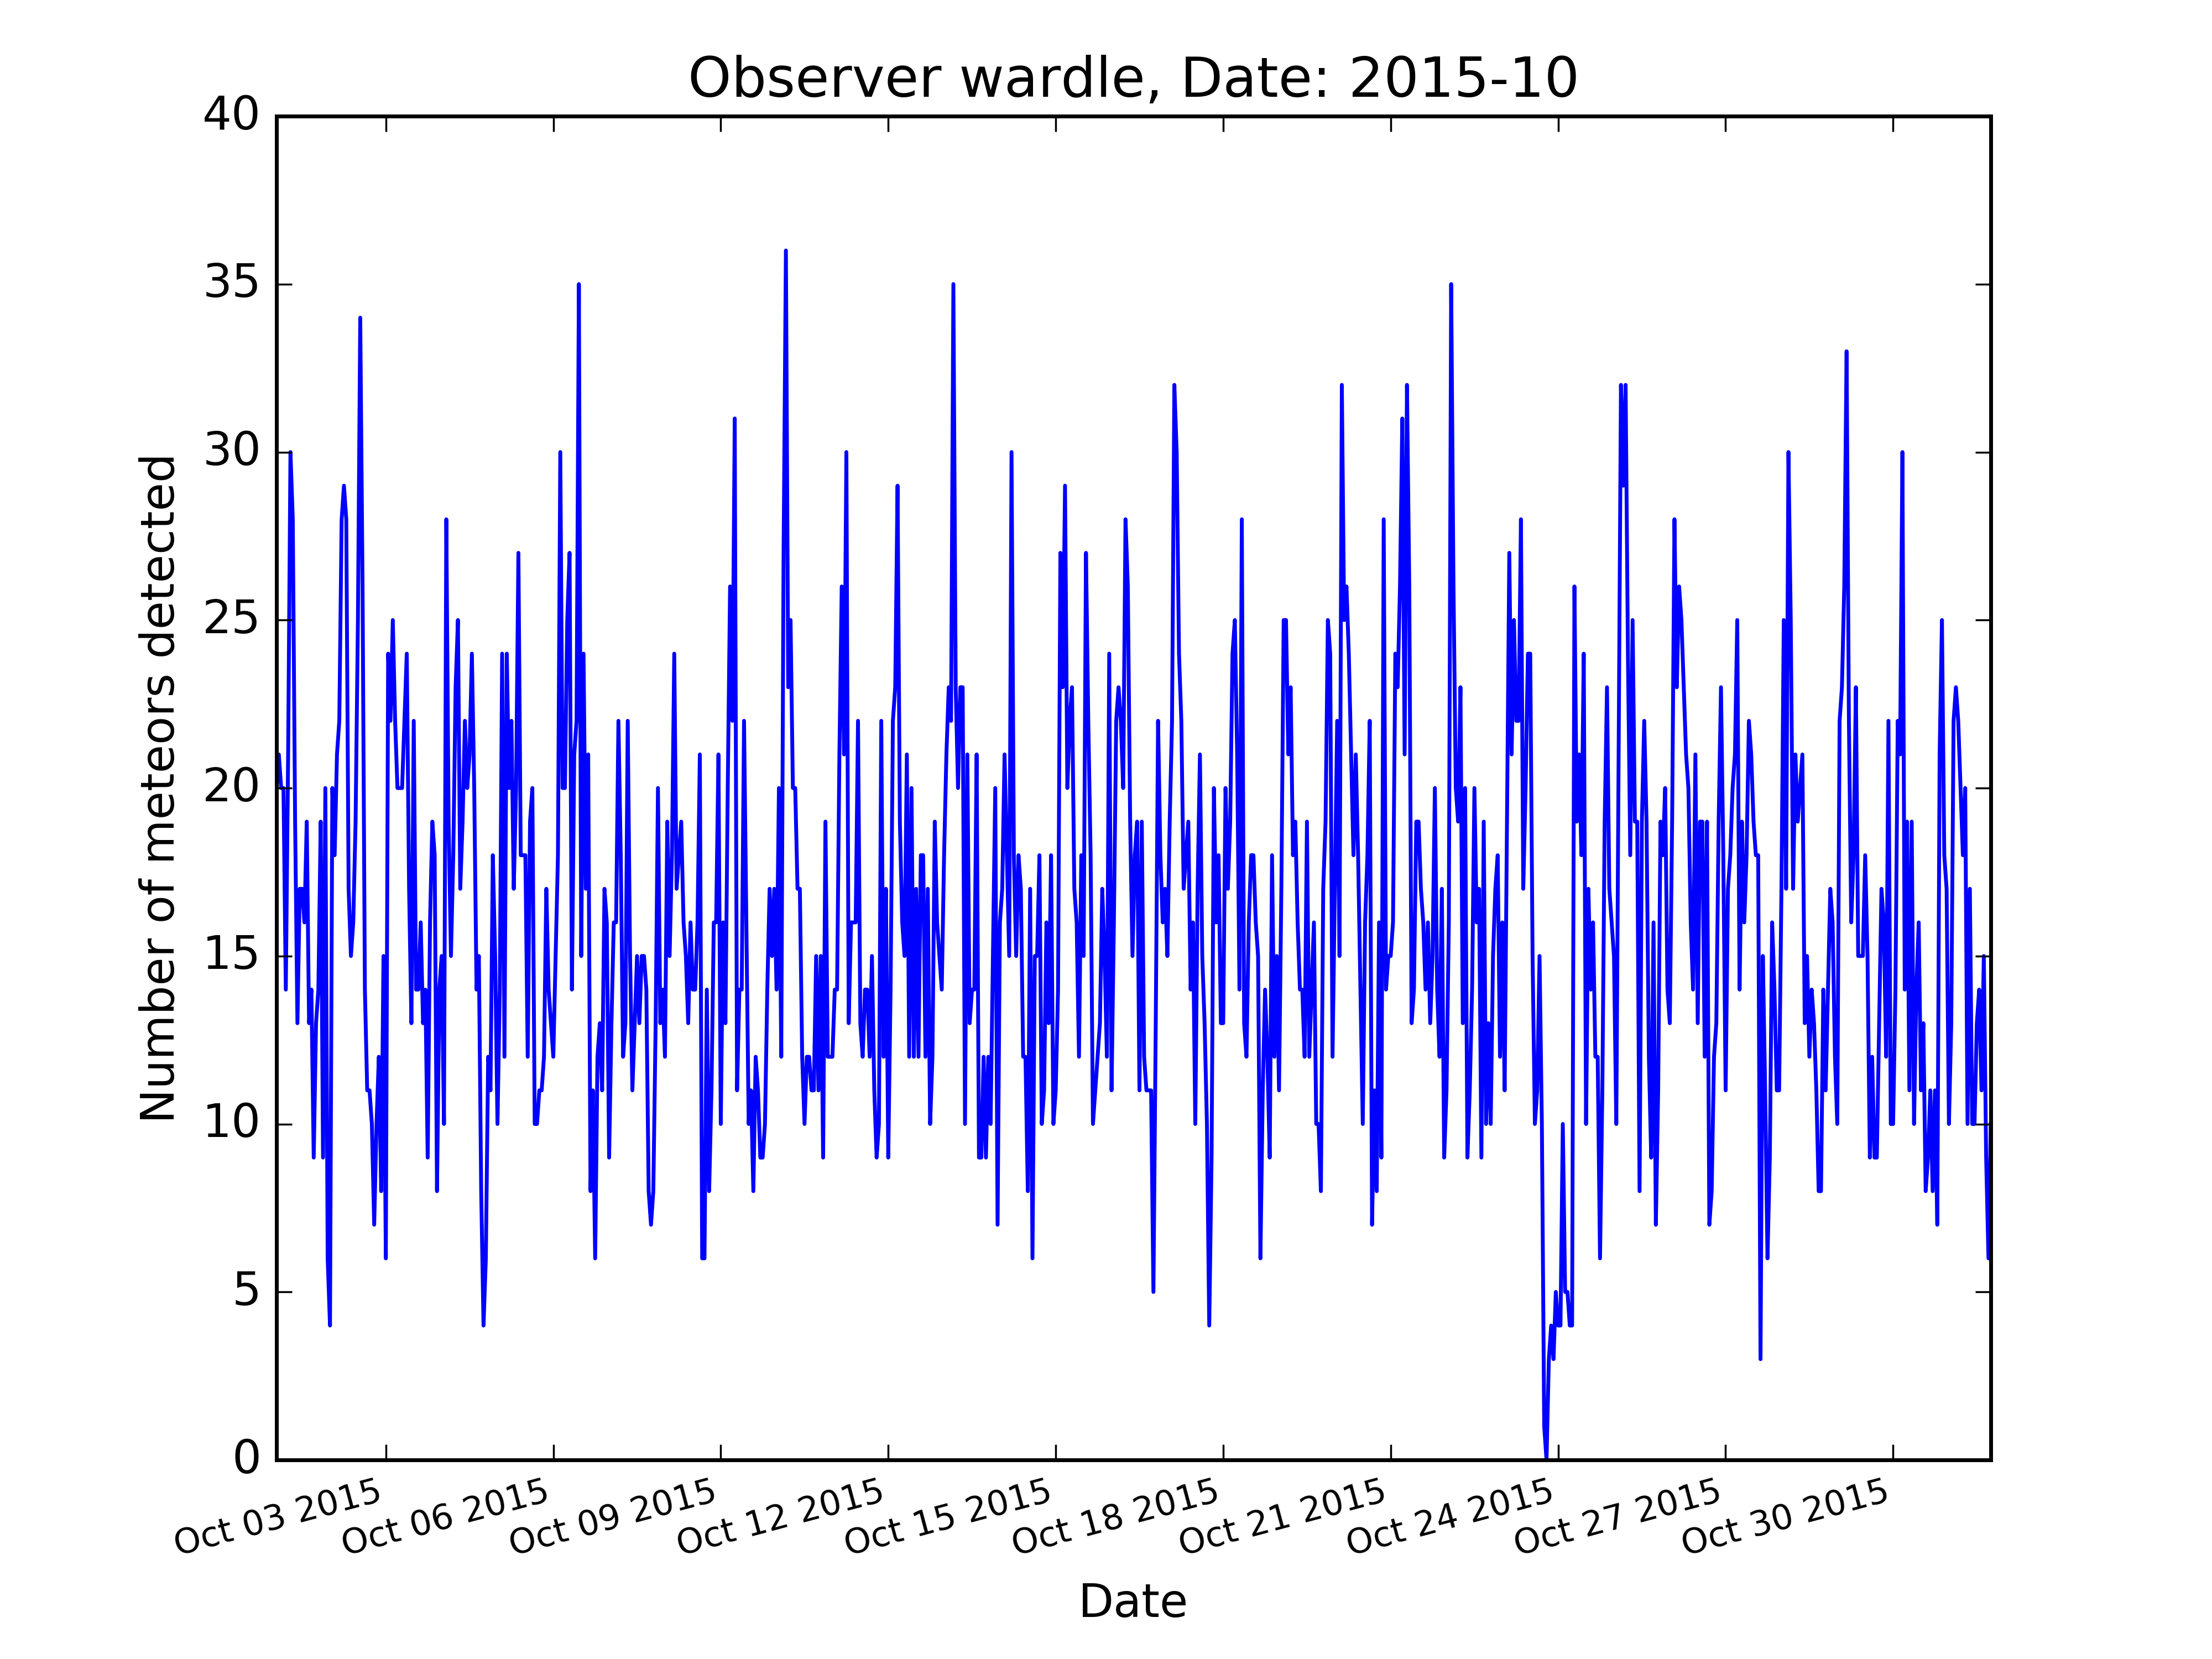 Observer wardle, Date: 2015-10
40
35
30
25
20
15
10
5
0
Number of meteors detected
Oct 03 2015
Oct 06 2015
Oct 09 2015
Oct 12 2015
Oct 15 2015
Oct 18 2015
Oct 21 2015
Oct 24 2015
Oct 27 2015
Oct 30 2015
Date